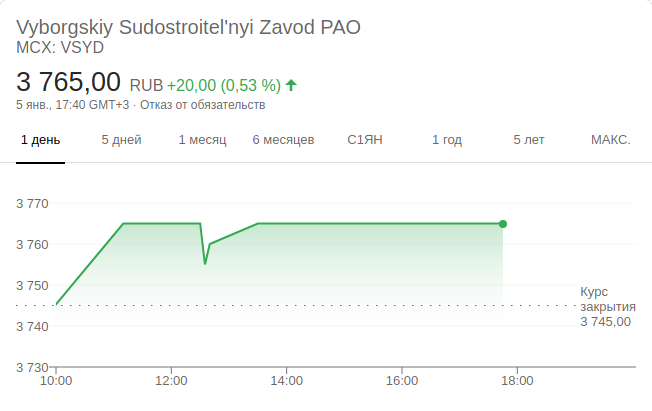 Vyborgskiy Sudostroitel'nyi Zavod PAO
MCX: VSYD
3 765,00 RUB +20,00 (0,53 %)
5 янв., 17:40 GMT+3 · Отказ от обязательств
1 день 5 дней 1 месяц 6 месяцев С1ЯН 1 год 5 лет МАКС.
3 770
3 760
3 750
Курс
закрытия
3 745,00
3 740
3 730
10:00 12:00 14:00 16:00 18:00